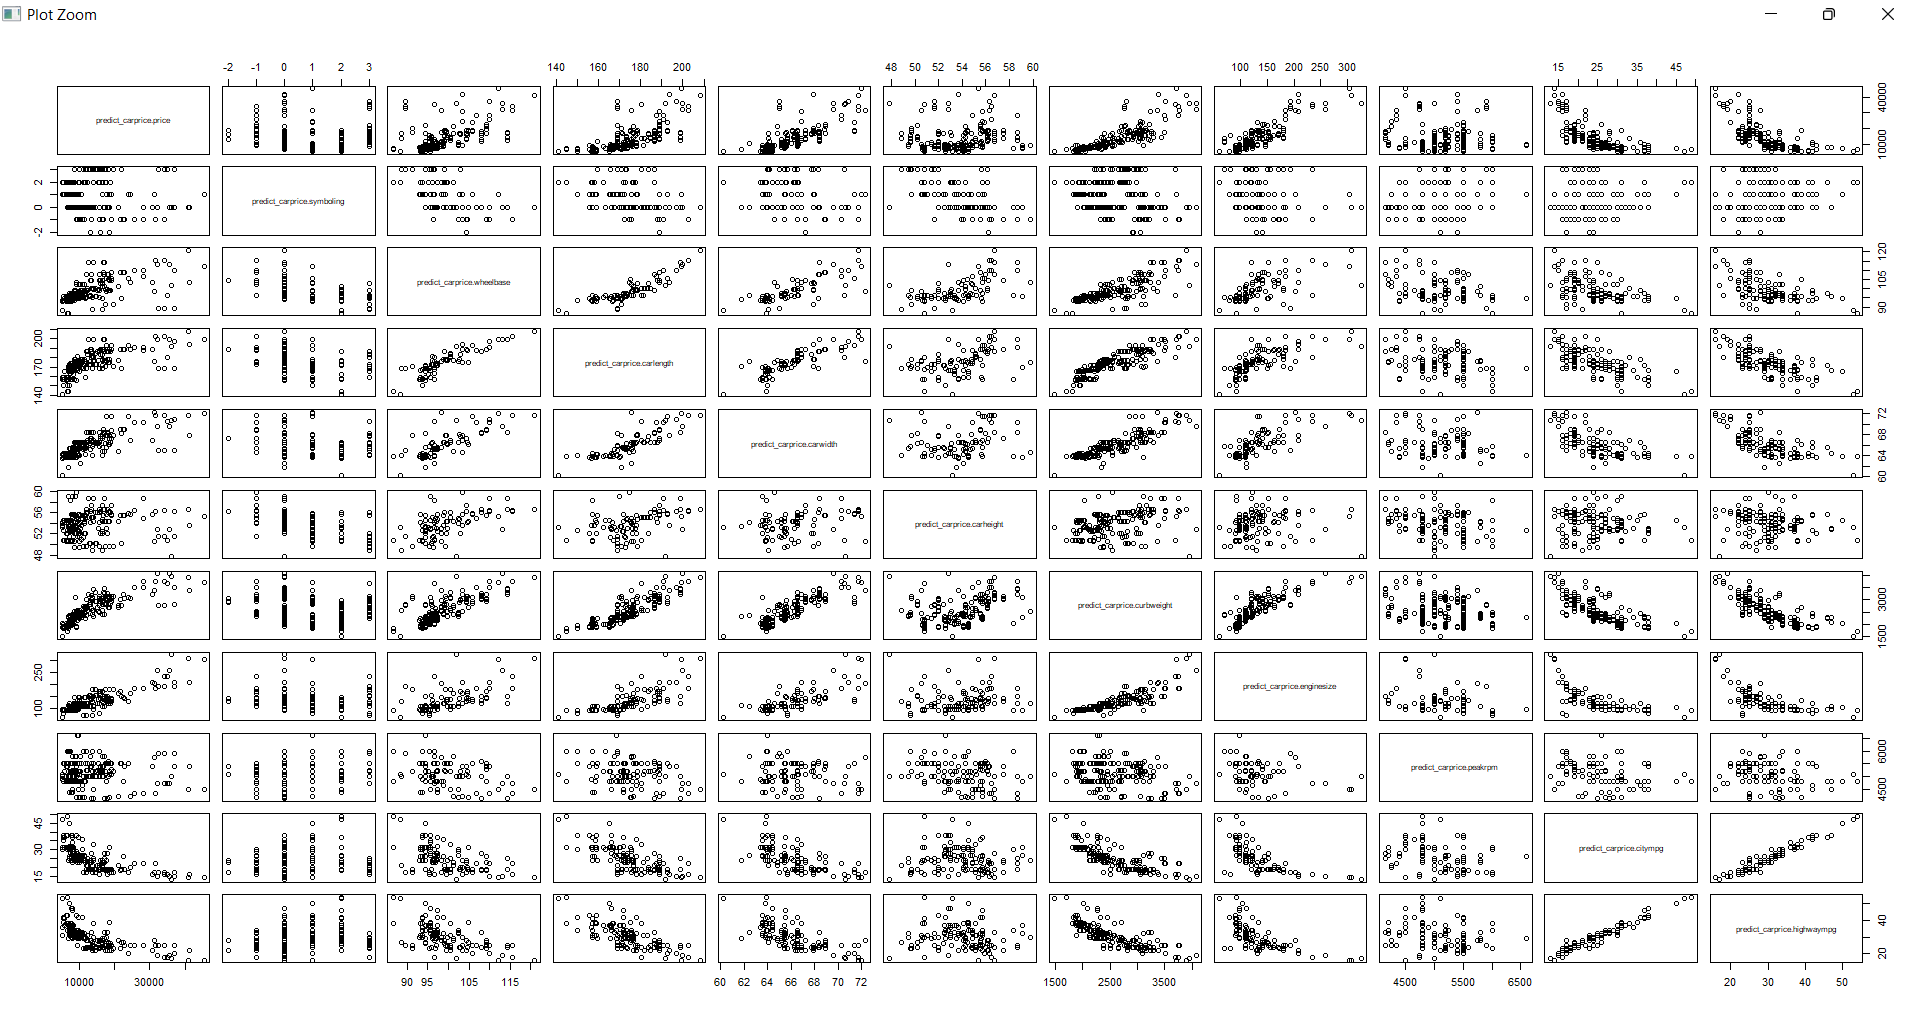 Plot Zoom
-2 -1 0 1 2 3
140 160 180 200
48 50 52 54 56 58 60
100 150 200 250 300
15 25 35 45
predict_carprice.price
10000 40000
-2 0 2
predict_carprice.symboling
predict_carprice.wheelbase
90 105 120
140 170 200
predict_carprice.carlength
predict_carprice.carwidth
60 64 68 72
48 52 56 60
predict_carprice.carheight
predict_carprice.curbweight
1500 3000
100 250
predict_carprice.enginesize
predict_carprice.peakrpm
4500 6000
15 30 45
predict_carprice.citympg
predict_carprice.highwaympg
20 40
10000 30000
90 95 105 115
60 62 64 66 68 70 72
1500 2500 3500
4500 5500 6500
20 30 40 50